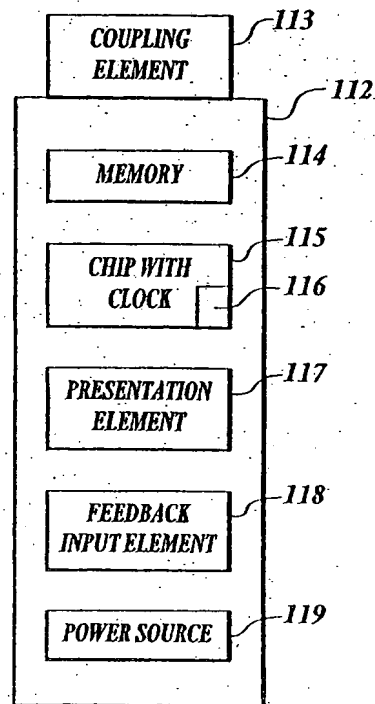 COUPLING
ELEMENT
113
112
MEMORY
114
CHIP WITH
CLOCK
115
116
PRESENTATION
ELEMENT
117
FEEDBACK
INPUT ELEMENT
118
POWER SOURCE
119